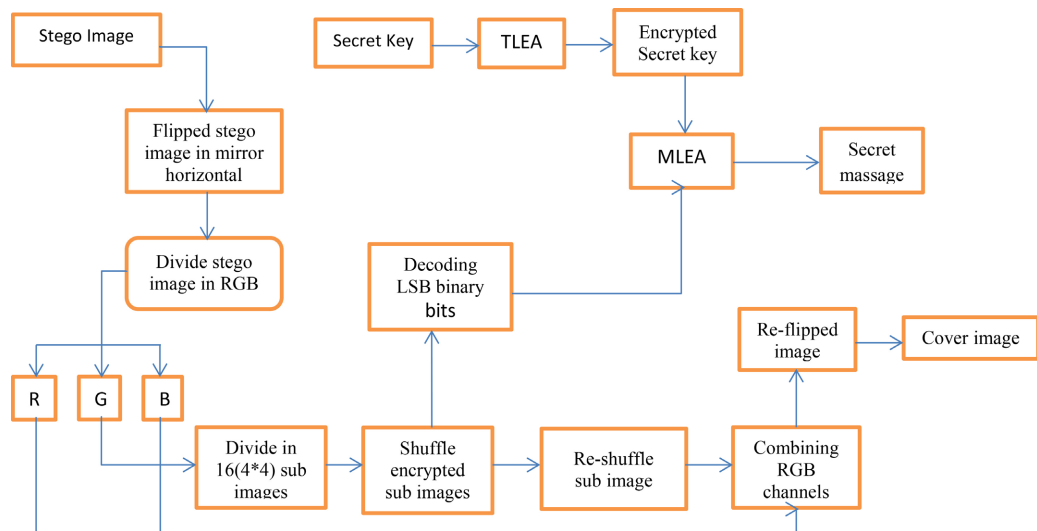 Stego Image
Secret Key
TLEA
Encrypted
Secret key
Flipped stego
image in mirror
horizontal
MLEA
Secret
massage
Divide stego
image in RGB
Decoding
LSB binary
bits
Re-flipped
image
Cover image
R
G
B
Divide in
16(4*4) sub
images
Shuffle
encrypted
sub images
Re-shuffle
sub image
Combining
RGB
channels